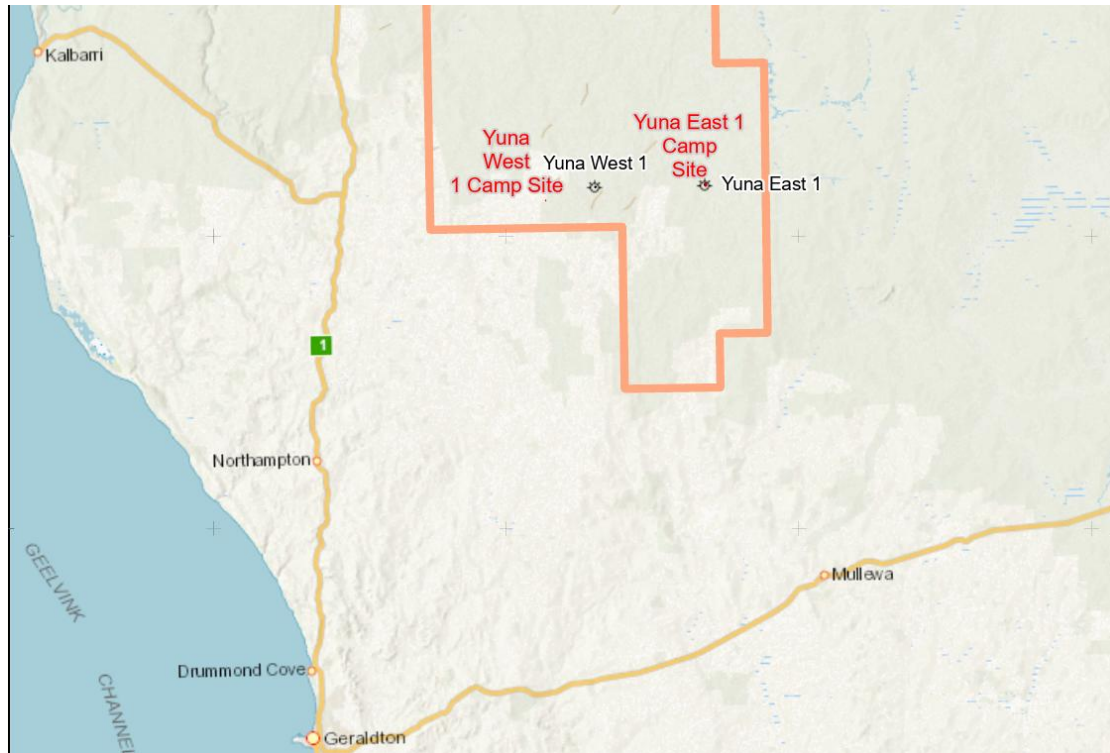 Kalbarri
Yuna
West
1 Camp Site
Yuna West 1
Yuna East 1
Camp
Site
Yuna East 1
1
Northampton
GEELVINK
CHANNEL
Mullewa
Drummond Cove
Geraldton